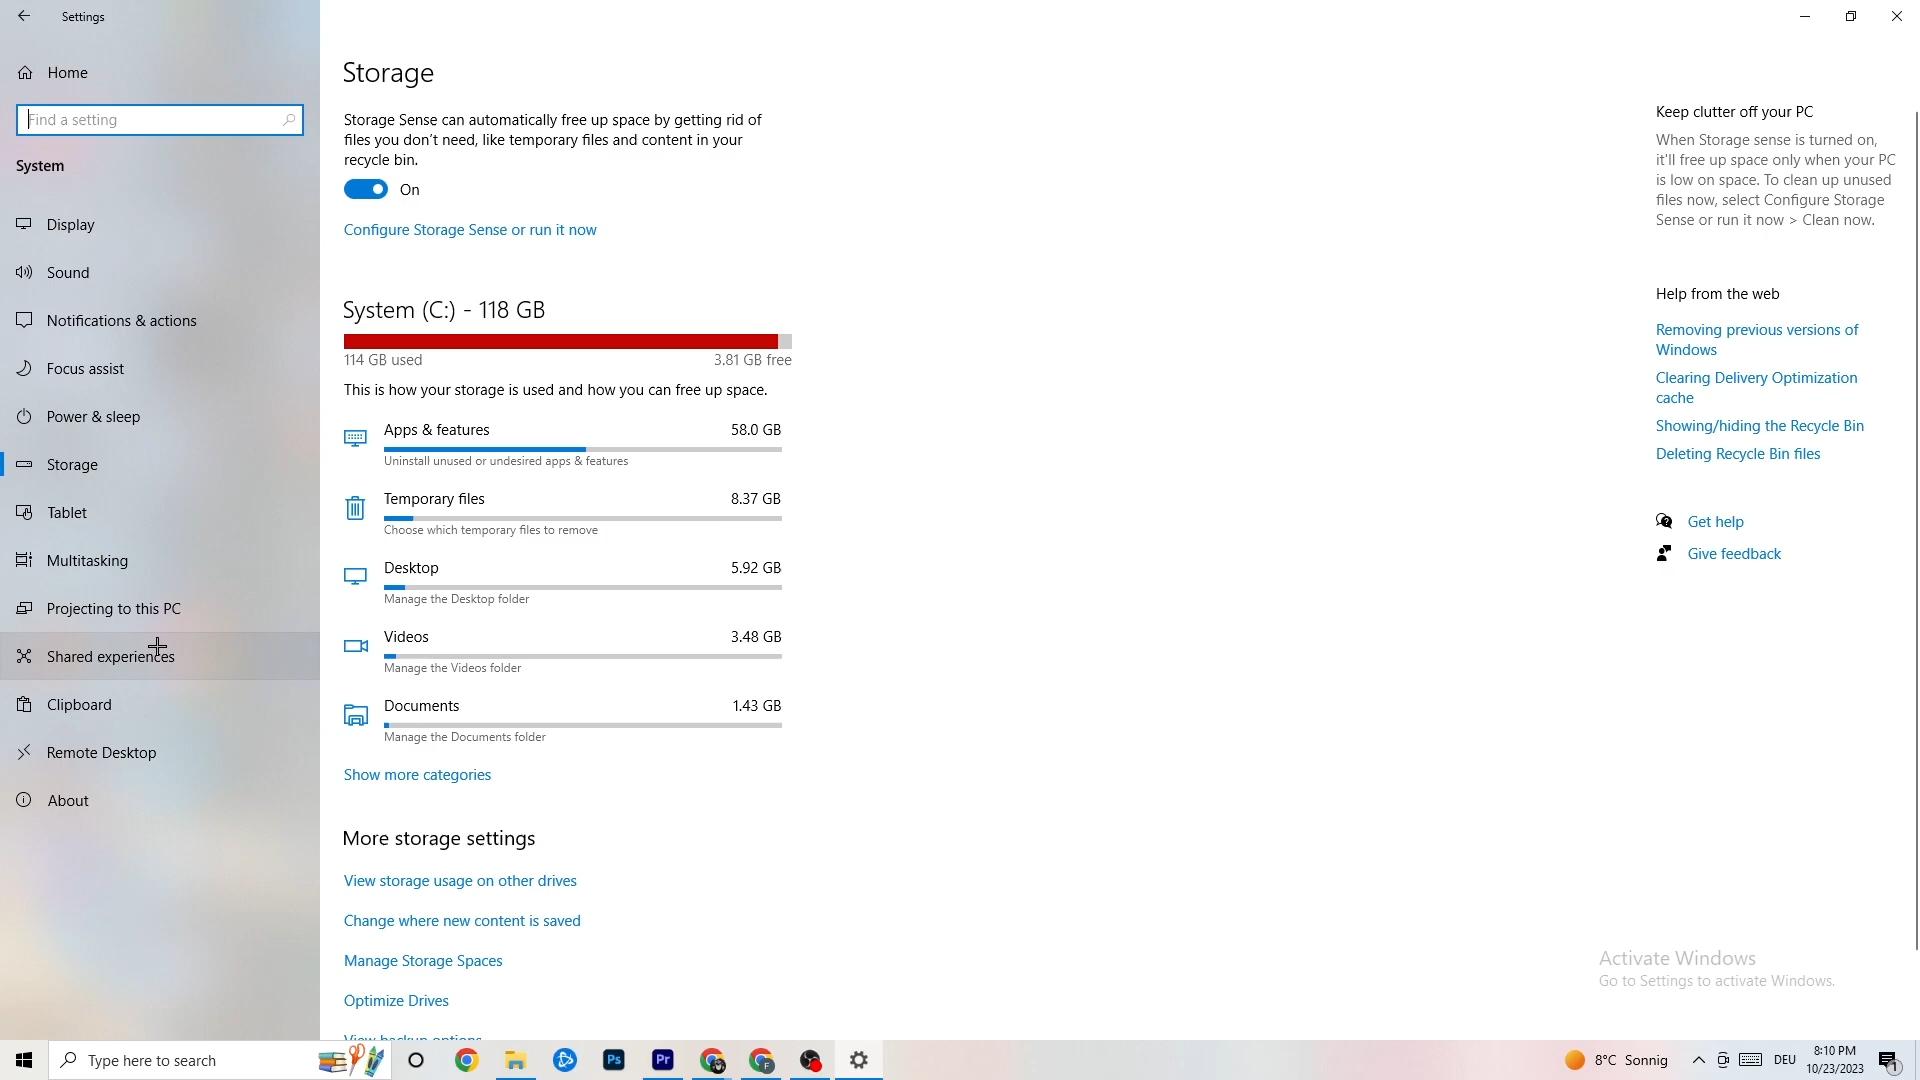 Settings
Home
Find a setting
System
Display
Sound
Notifications & actions
Focus assist
Power & sleep
Storage
Tablet
Multitasking
Projecting to this PC
Shared experiences
Clipboard
Remote Desktop
About
Storage
Storage Sense can automatically free up space by getting rid of
files you don't need, like temporary files and content in your
recycle bin.
On
Configure Storage Sense or run it now
System (C:) - 118 GB
114 GB used
3.81 GB free
This is how your storage is used and how you can free up space.
Apps & features
58.0 GB
Uninstall unused or undesired apps & features
Temporary files
8.37 GB
Choose which temporary files to remove
Desktop
5.92 GB
Manage the Desktop folder
Videos
3.48 GB
Manage the Videos folder
Documents
1.43 GB
Manage the Documents folder
Show more categories
More storage settings
View storage usage on other drives
Change where new content is saved
Manage Storage Spaces
Optimize Drives
View backup options
Keep clutter off your PC
When Storage sense is turned on,
it'll free up space only when your PC
is low on space. To clean up unused
files now, select Configure Storage
Sense or run it now > Clean now.
Help from the web
Removing previous versions of
Windows
Clearing Delivery Optimization
cache
Showing/hiding the Recycle Bin
Deleting Recycle Bin files
Get help
Give feedback
Activate Windows
Go to Settings to activate Windows.
Type here to search
Ps
Pr
F
8°C Sonnig
DEU
8:10 PM
10/23/2023
1